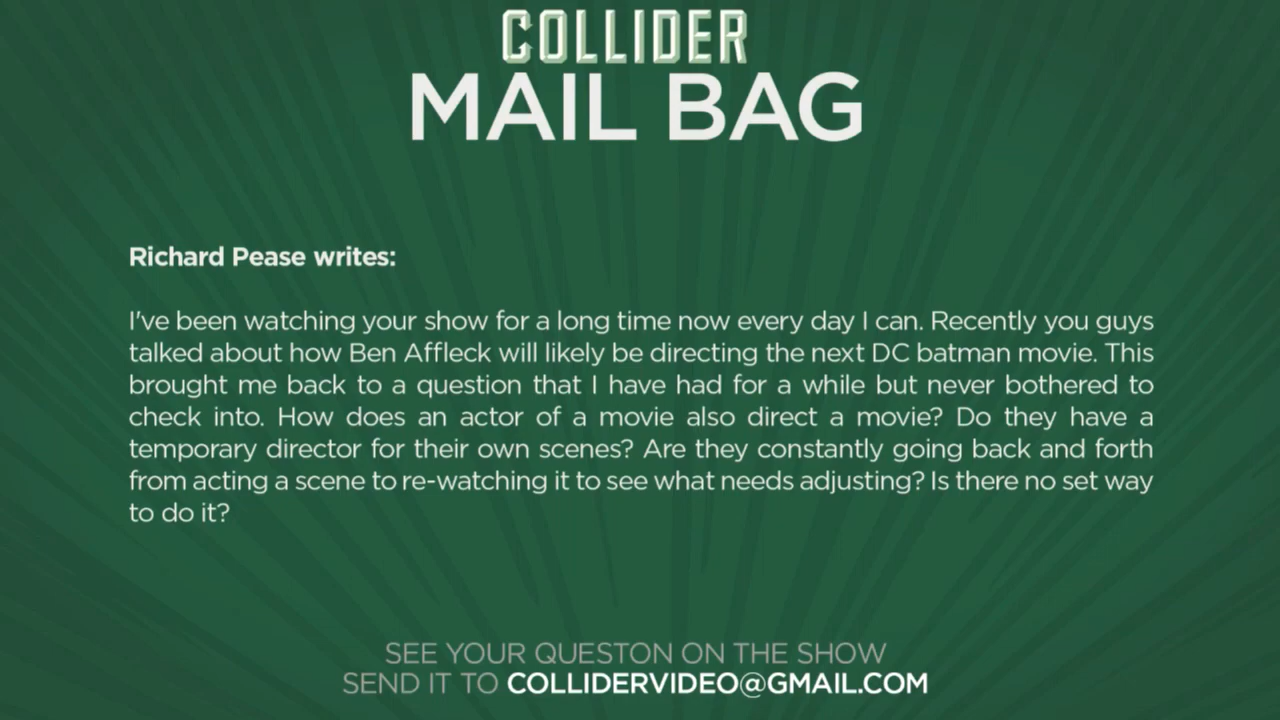 COLLIDER
MAIL BAG
Richard Pease writes:
I've been watching your show for a long time now every day I can. Recently you guys
talked about how Ben Affleck will likely be directing the next DC batman movie. This
brought me back to a question that I have had for a while but never bothered to
check into. How does an actor of a movie also direct a movie? Do they have a
temporary director for their own scenes? Are they constantly going back and forth
from acting a scene to re-watching it to see what needs adjusting? Is there no set way
to do it?
SEE YOUR QUESTON ON THE SHOW
SEND IT TO COLLIDERVIDEO@GMAIL.COM